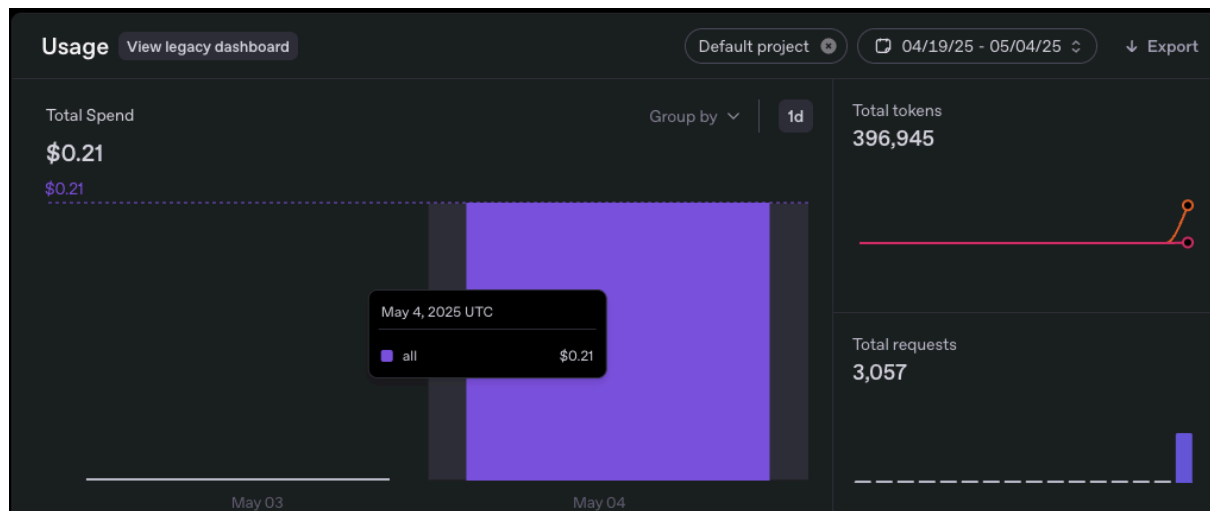 Usage View legacy dashboard Default project 04/19/25 - 05/04/25 Export
Total Spend
$0.21
$0.21
Group by 1d
May 4, 2025 UTC
all $0.21
May 03 May 04
Total tokens
396,945
Total requests
3,057